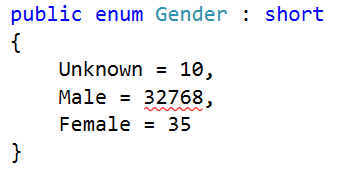 public enum Gender : short
{
    Unknown = 10,
    Male = 32768,
    Female = 35
}